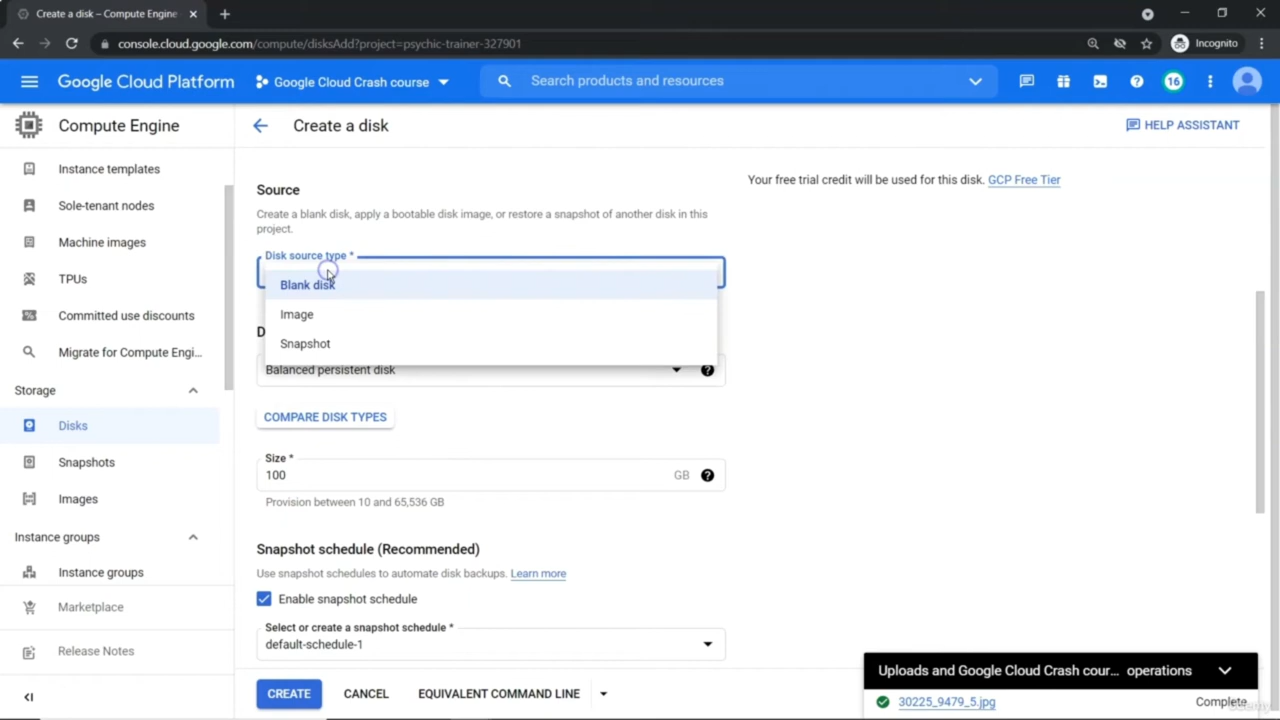 Create a disk – Compute Engine
console.cloud.google.com/compute/disksAdd?project=psychic-trainer-327901
Incognito
Google Cloud Platform
Google Cloud Crash course
Search products and resources
16
Compute Engine
Create a disk
HELP ASSISTANT
Instance templates
Sole-tenant nodes
Machine images
TPUs
Committed use discounts
Migrate for Compute Engi...
Storage
Disks
Snapshots
Images
Instance groups
Instance groups
Marketplace
Release Notes
Source
Create a blank disk, apply a bootable disk image, or restore a snapshot of another disk in this
project.
Disk source type *
Blank disk
Image
Snapshot
D
Balanced persistent disk
COMPARE DISK TYPES
Size *
100
GB
Provision between 10 and 65,536 GB
Snapshot schedule (Recommended)
Use snapshot schedules to automate disk backups. Learn more
Enable snapshot schedule
Select or create a snapshot schedule *
default-schedule-1
CREATE
CANCEL
EQUIVALENT COMMAND LINE
Your free trial credit will be used for this disk. GCP Free Tier
Uploads and Google Cloud Crash cour... operations
30225_9479_5.jpg
Complete